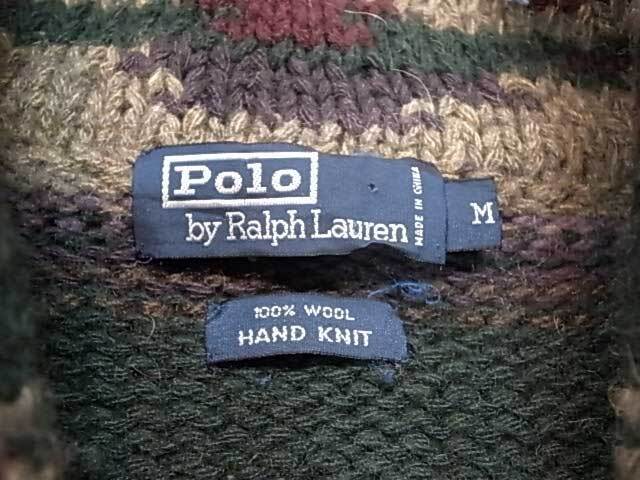 Polo
by Ralph Lauren
MADE IN CHINA
M
100% WOOL
HAND KNIT